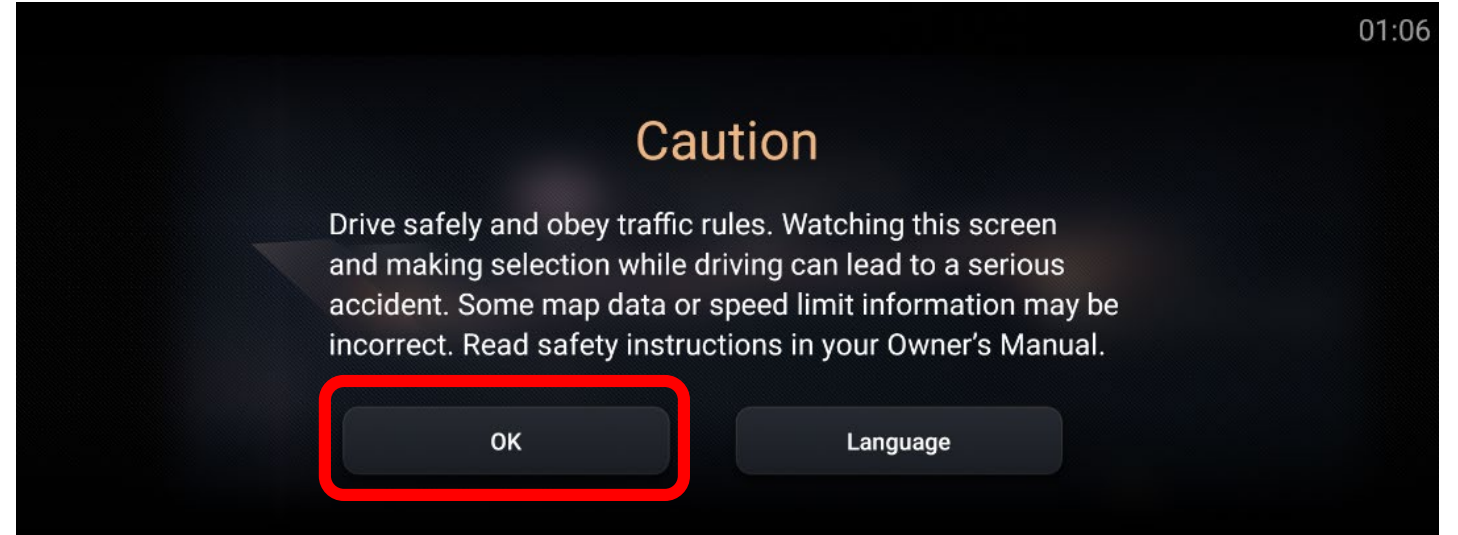 01:06
Caution
Drive safely and obey traffic rules. Watching this screen
and making selection while driving can lead to a serious
accident. Some map data or speed limit information may be
incorrect. Read safety instructions in your Owner's Manual.
OK
Language